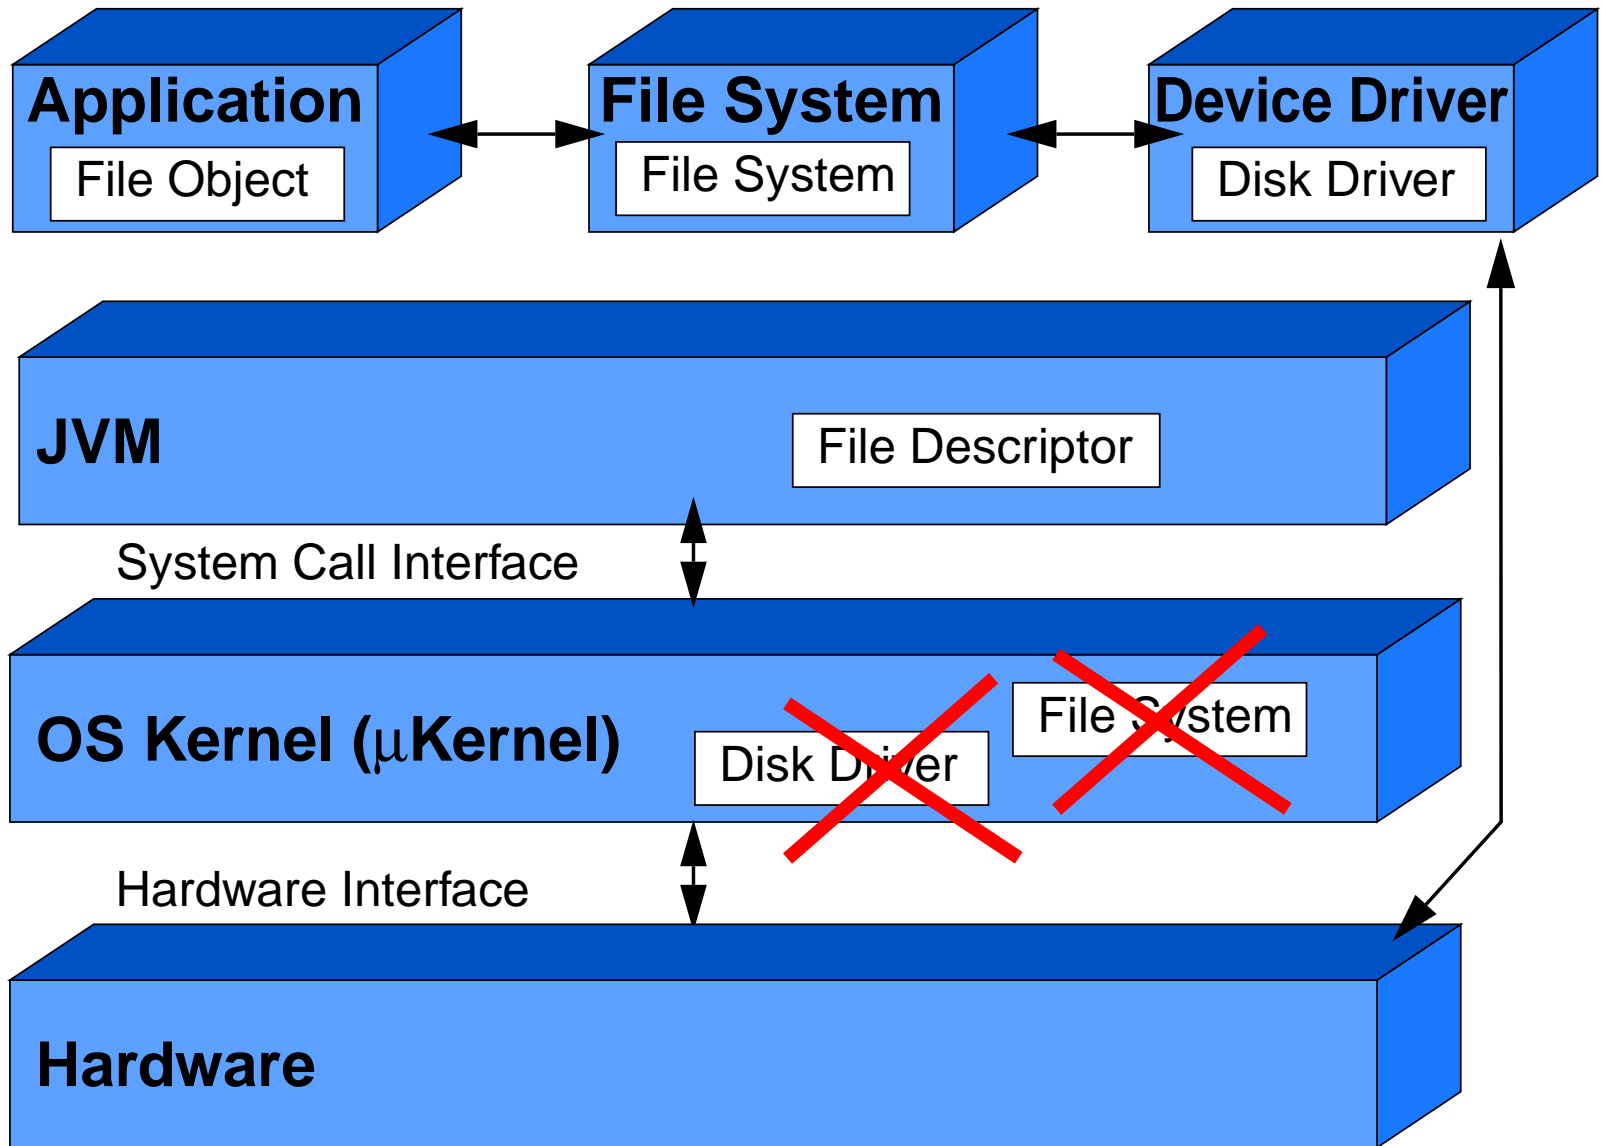 Application
File System
Device Driver
File Object
File System
Disk Driver
JVM
File Descriptor
System Call Interface
OS Kernel (μKernel)
Disk Driver
File System
Hardware Interface
Hardware